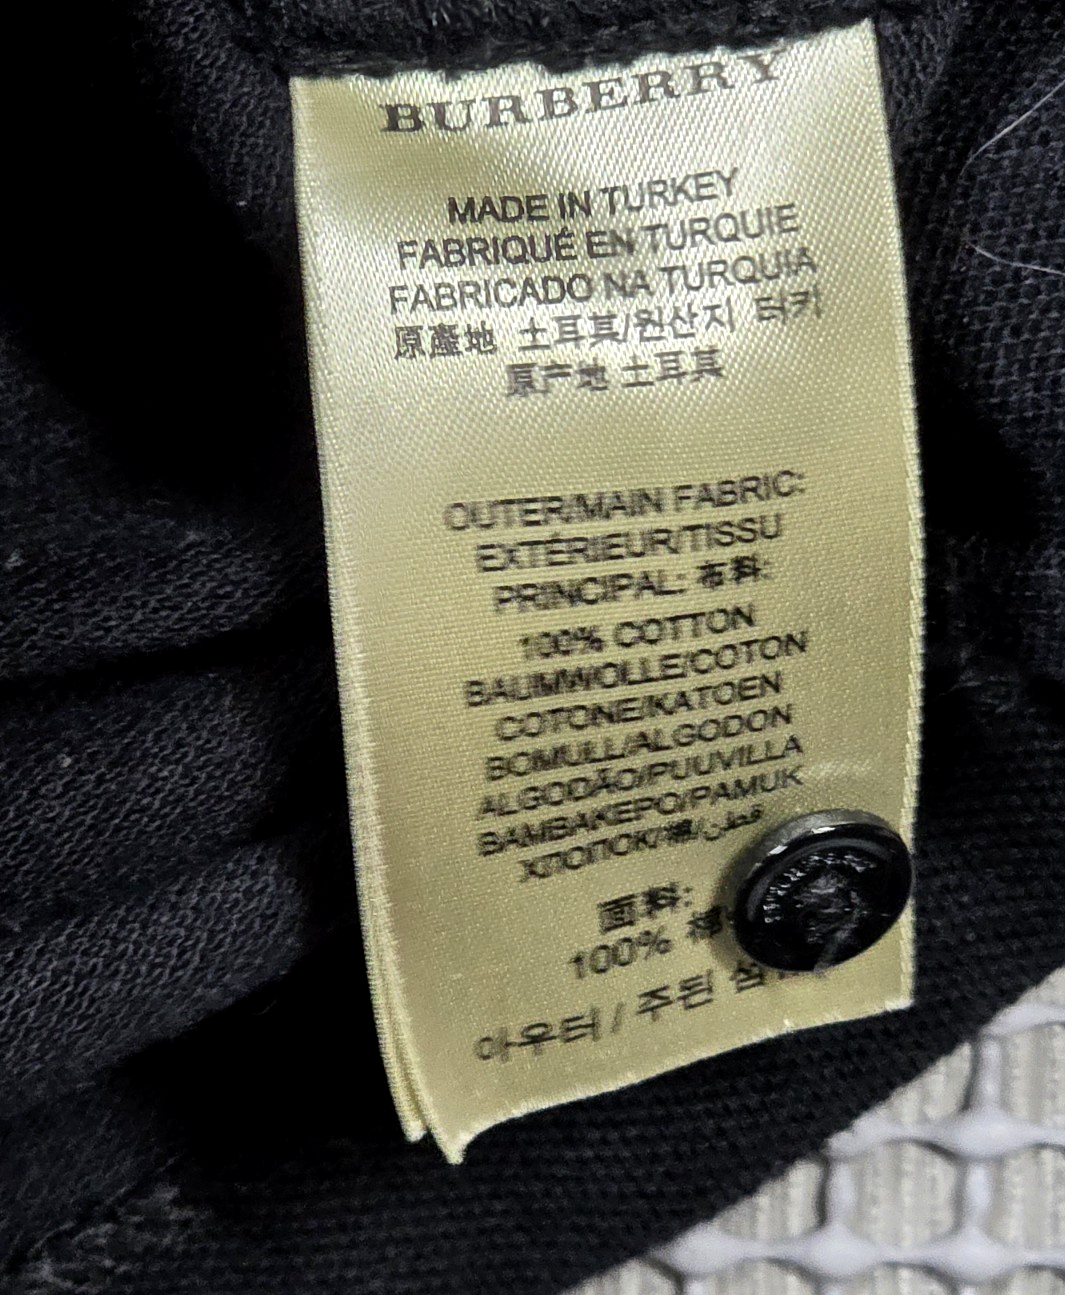 BURBERRY
MADE IN TURKEY
FABRIQUÉ EN TURQUIE
FABRICADO NA TURQUIA
原產地 土耳其/원산지 터키
原产地 土耳其
OUTER/MAIN FABRIC:
EXTÉRIEUR/TISSU
PRINCIPAL: 布料:
100% COTTON
BAUMWOLLE/COTON
COTONE/KATOEN
BOMULL/ALGODON
ALGODÃO/PUUVILLA
BAMBAKEPO/PAMUK
ХЛОПОК/棉/قطن
面料:
100% 棉
아우터 / 주된